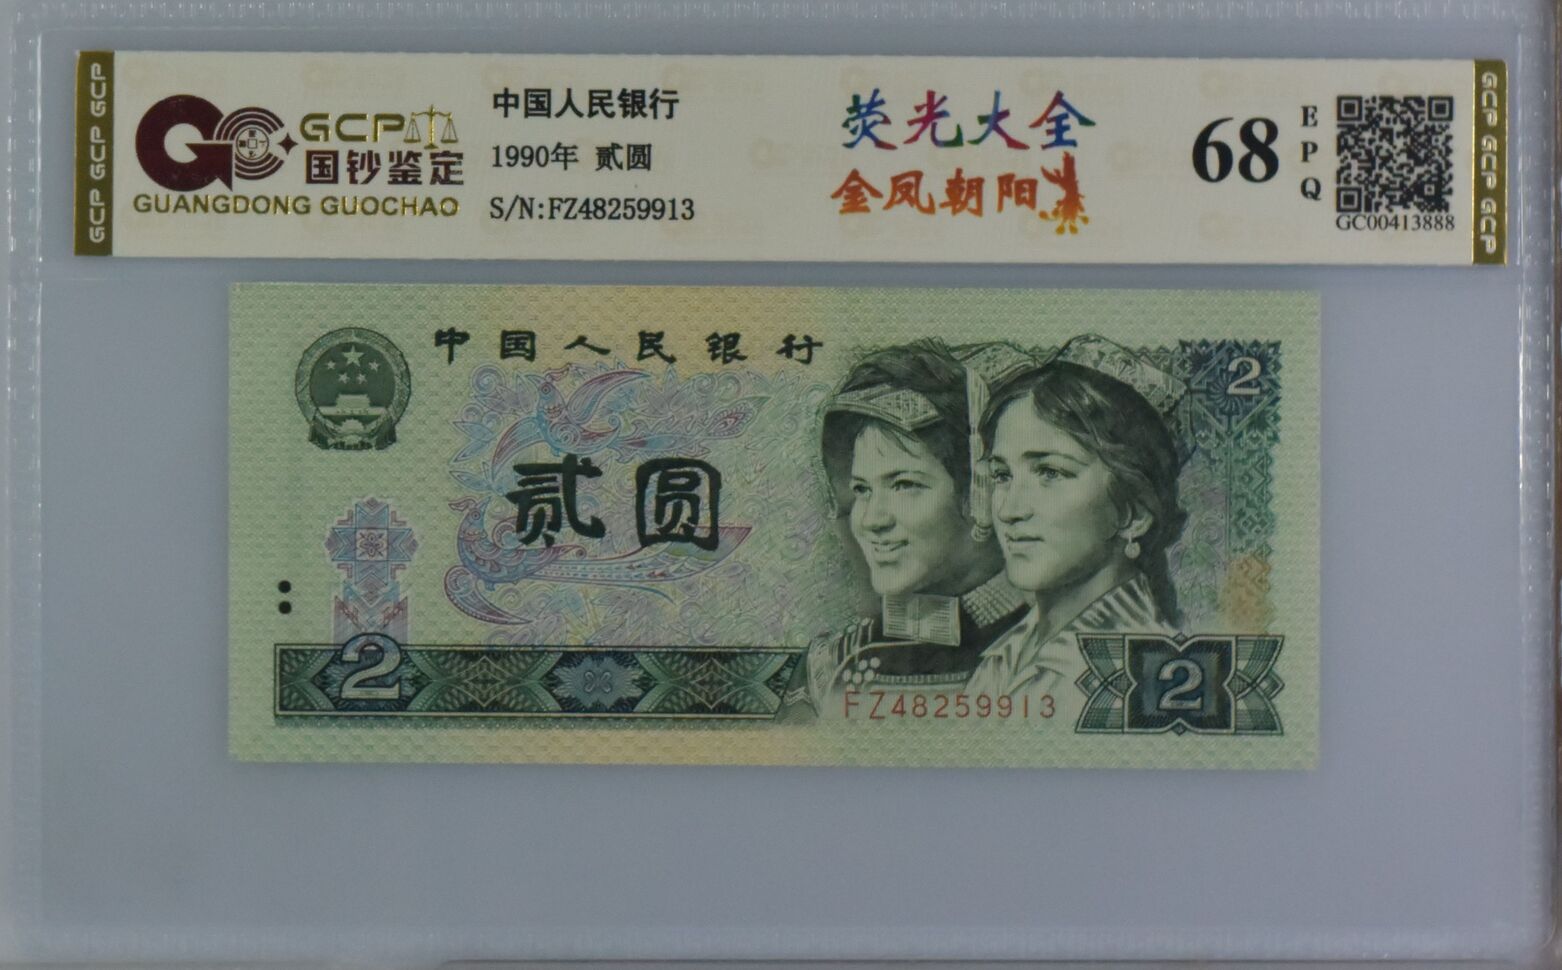 GCP GCP GCP
GCP
国钞鉴定
GUANGDONG GUOCHAO
中国人民银行
1990年 贰圆
S/N:FZ48259913
荧光大全
金凤朝阳
68
E
P
Q
GC00413888
GCP GCP GCP
中国人民银行
2
贰圆
2
FZ48259913
2